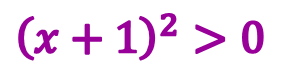 (x + 1)² > 0